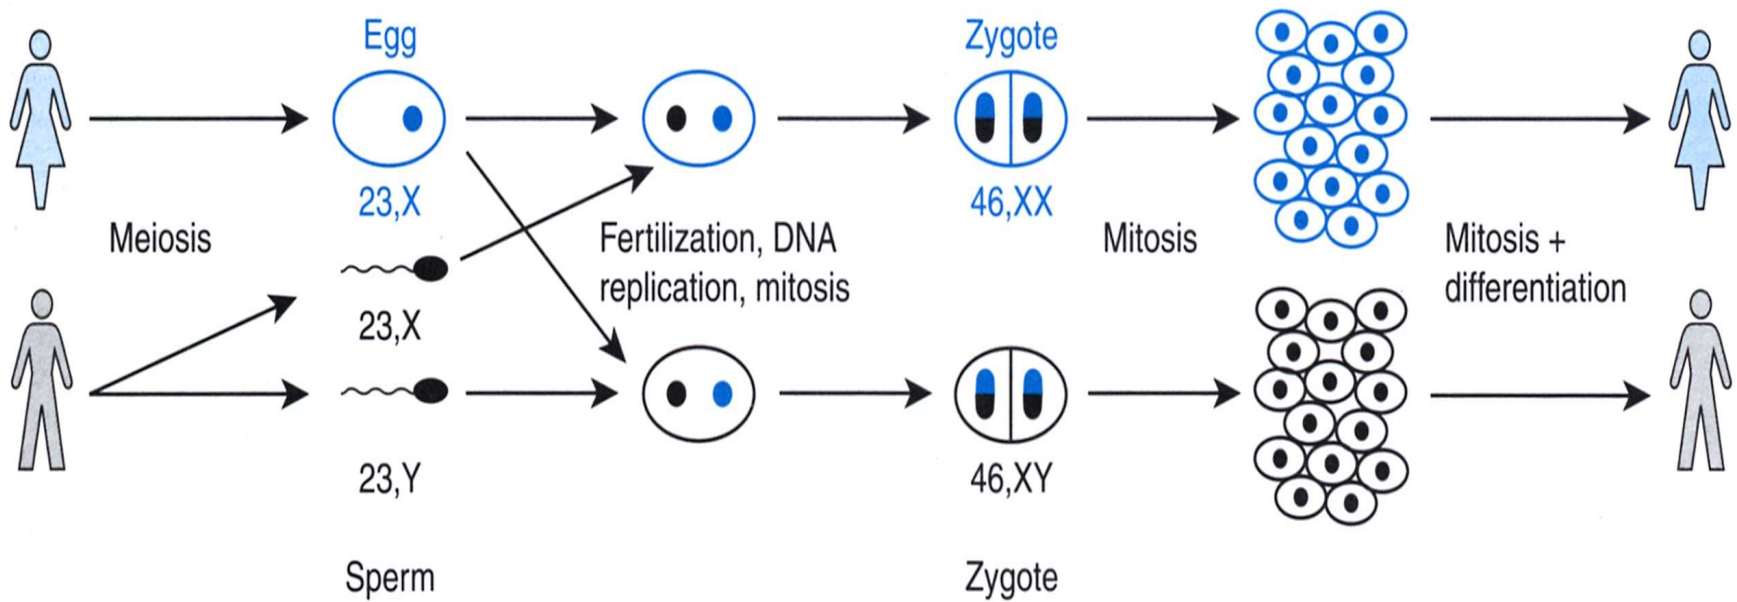 Egg
Zygote
23,X
46,XX
Meiosis
Fertilization, DNA
replication, mitosis
Mitosis
Mitosis +
differentiation
23,X
23,Y
46,XY
Sperm
Zygote